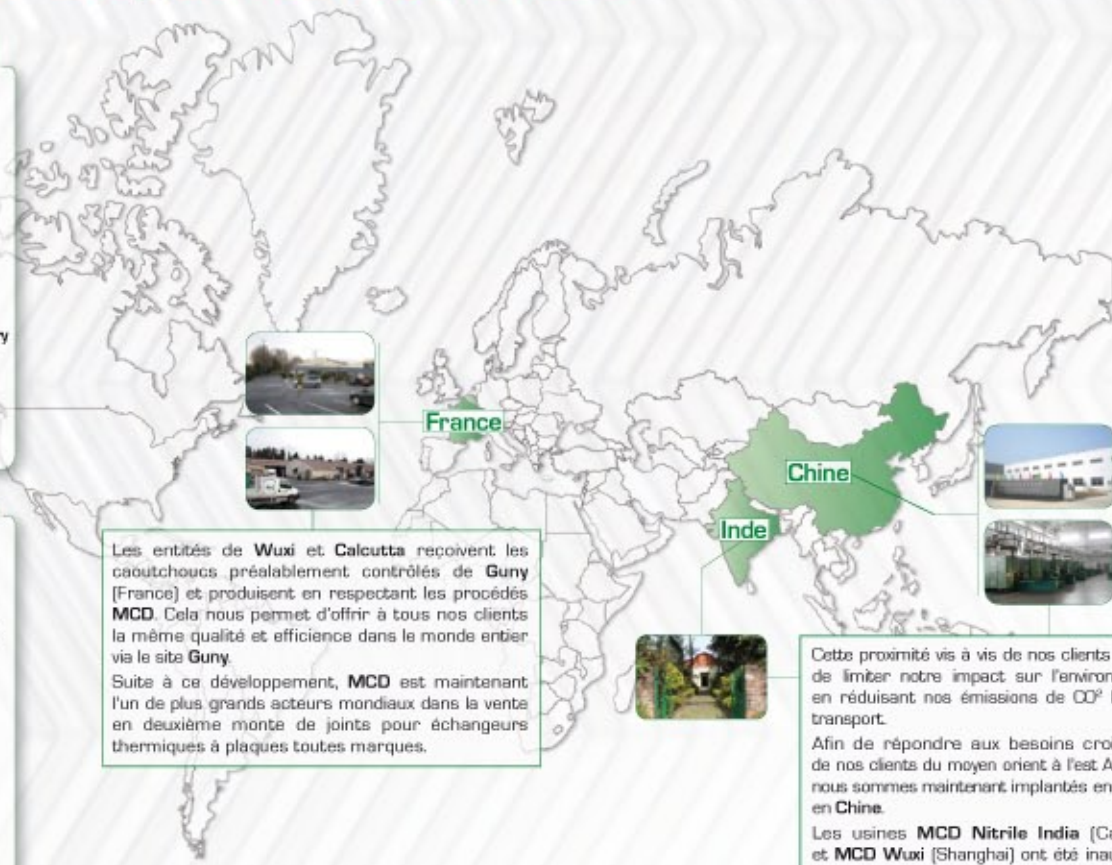 France
Chine
Inde
Les entités de Wuxi et Calcutta reçoivent les
caoutchoucs préalablement contrôlés de Guny
(France) et produisent en respectant les procédés
MCD. Cela nous permet d'offrir à tous nos clients
la même qualité et efficience dans le monde entier
via le site Guny.
Suite à ce développement, MCD est maintenant
l'un de plus grands acteurs mondiaux dans la vente
en deuxième monte de joints pour échangeurs
thermiques à plaques toutes marques.
Cette proximité vis à vis de nos clients
de limiter notre impact sur l'environ
en réduisant nos émissions de CO²
transport.
Afin de répondre aux besoins croi
de nos clients du moyen orient à l'est A
nous sommes maintenant implantés en
en Chine.
Les usines MCD Nitrile India (Ca
et MCD Wuxi (Shanghai) ont été inau